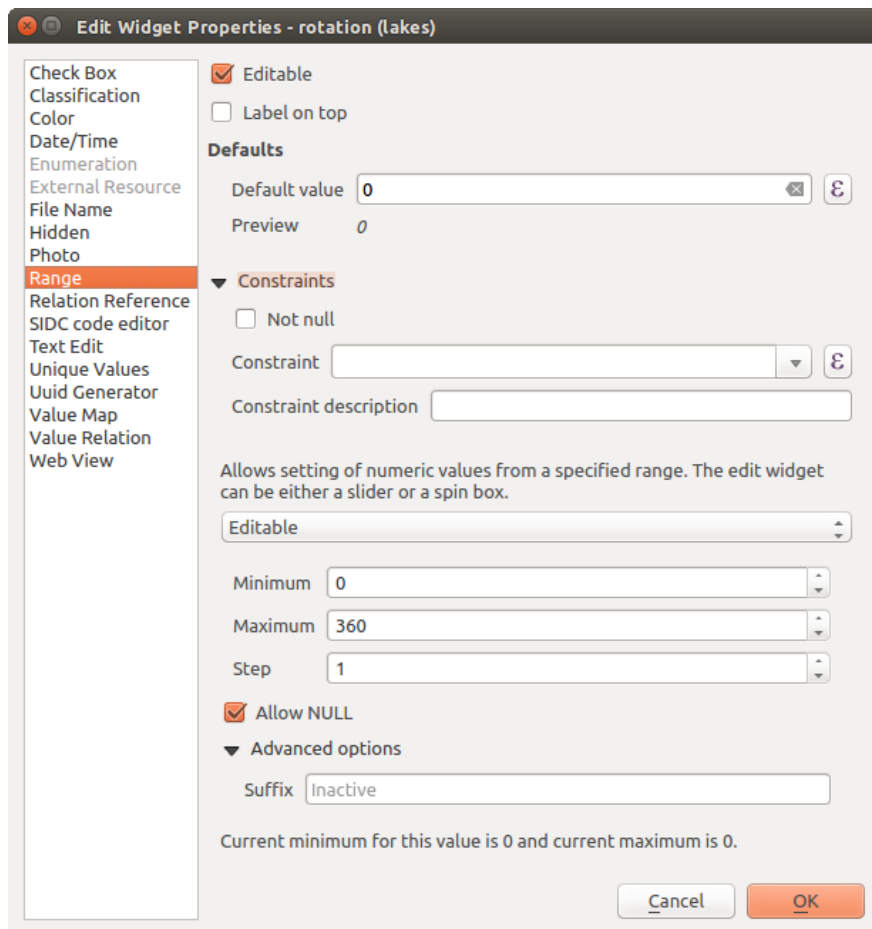 Edit Widget Properties - rotation (lakes)
Check Box
Classification
Color
Date/Time
Enumeration
External Resource
File Name
Hidden
Photo
Range
Relation Reference
SIDC code editor
Text Edit
Unique Values
Uuid Generator
Value Map
Value Relation
Web View
Editable
Label on top
Defaults
Default value 0 ε
Preview 0
Constraints
Not null
Constraint ε
Constraint description
Allows setting of numeric values from a specified range. The edit widget
can be either a slider or a spin box.
Editable
Minimum 0
Maximum 360
Step 1
Allow NULL
Advanced options
Suffix Inactive
Current minimum for this value is 0 and current maximum is 0.
Cancel OK